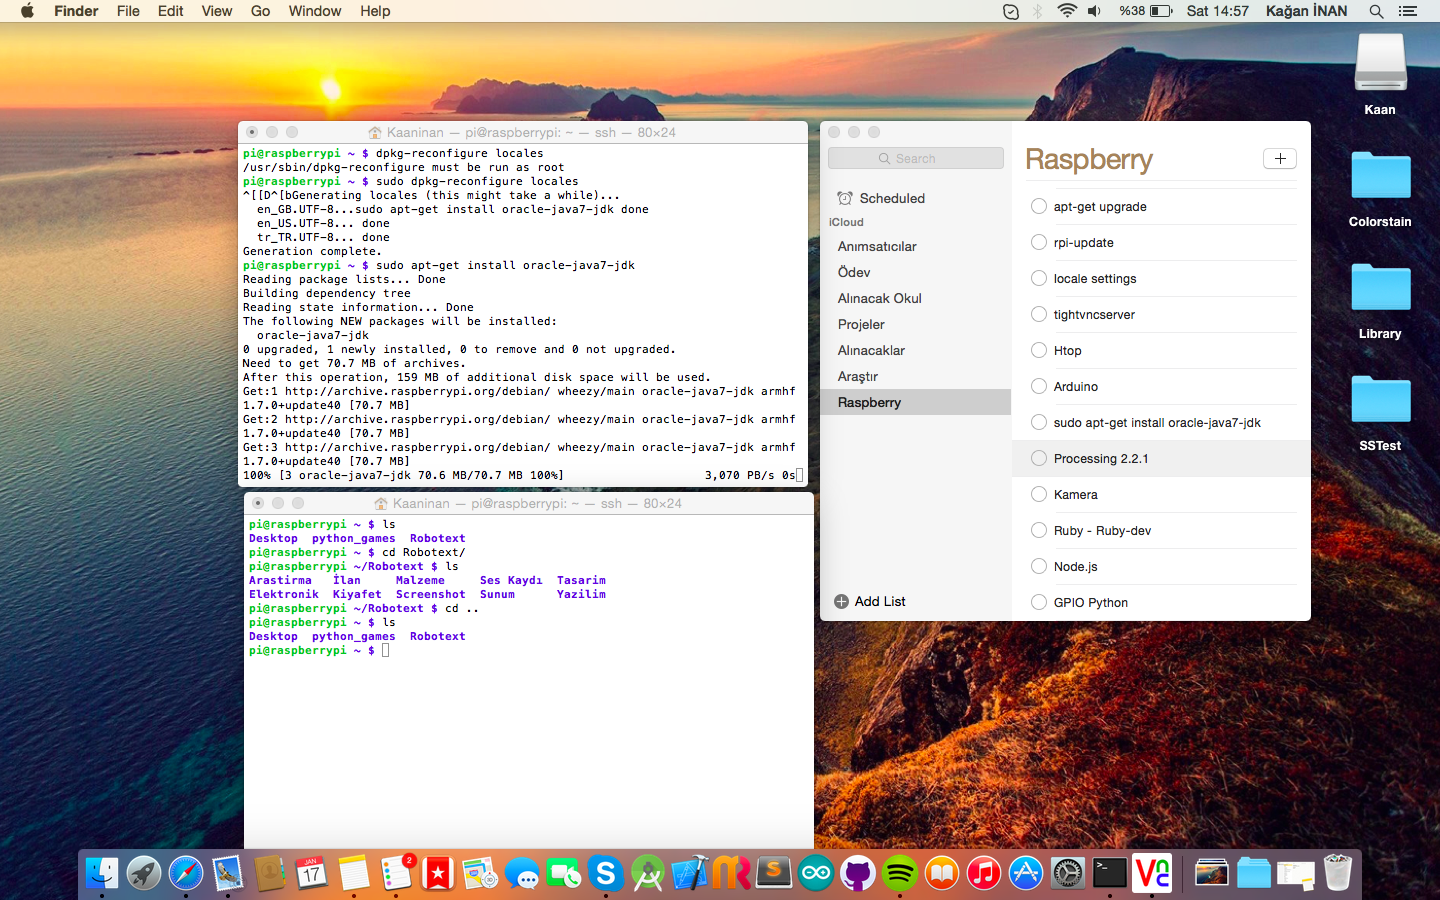 Finder File Edit View Go Window Help
%38 Sat 14:57 Kağan İNAN
Kaan
Colorstain
Library
SSTest
Kaaninan — pi@raspberrypi: ~ — ssh — 80×24
pi@raspberrypi ~ $ dpkg-reconfigure locales
/usr/sbin/dpkg-reconfigure must be run as root
pi@raspberrypi ~ $ sudo dpkg-reconfigure locales
^[[D^[bGenerating locales (this might take a while)...
en_GB.UTF-8...sudo apt-get install oracle-java7-jdk done
en_US.UTF-8... done
tr_TR.UTF-8... done
Generation complete.
pi@raspberrypi ~ $ sudo apt-get install oracle-java7-jdk
Reading package lists... Done
Building dependency tree
Reading state information... Done
The following NEW packages will be installed:
oracle-java7-jdk
0 upgraded, 1 newly installed, 0 to remove and 0 not upgraded.
Need to get 70.7 MB of archives.
After this operation, 159 MB of additional disk space will be used.
Get:1 http://archive.raspberrypi.org/debian/ wheezy/main oracle-java7-jdk armhf
1.7.0+update40 [70.7 MB]
Get:2 http://archive.raspberrypi.org/debian/ wheezy/main oracle-java7-jdk armhf
1.7.0+update40 [70.7 MB]
Get:3 http://archive.raspberrypi.org/debian/ wheezy/main oracle-java7-jdk armhf
1.7.0+update40 [70.7 MB]
100% [3 oracle-java7-jdk 70.6 MB/70.7 MB 100%] 3,070 PB/s 0s
Kaaninan — pi@raspberrypi: ~ — ssh — 80×24
pi@raspberrypi ~ $ ls
Desktop python_games Robotext
pi@raspberrypi ~ $ cd Robotext/
pi@raspberrypi ~/Robotext $ ls
Arastirma İlan Malzeme Ses Kaydı Tasarim
Elektronik Kiyafet Screenshot Sunum Yazilim
pi@raspberrypi ~/Robotext $ cd ..
pi@raspberrypi ~ $ ls
Desktop python_games Robotext
pi@raspberrypi ~ $
Search
Scheduled
iCloud
Anımsatıcılar
Ödev
Alınacak Okul
Projeler
Alınacaklar
Araştır
Raspberry
Add List
Raspberry
apt-get upgrade
rpi-update
locale settings
tightvncserver
Htop
Arduino
sudo apt-get install oracle-java7-jdk
Processing 2.2.1
Kamera
Ruby - Ruby-dev
Node.js
GPIO Python
JAN
17
2